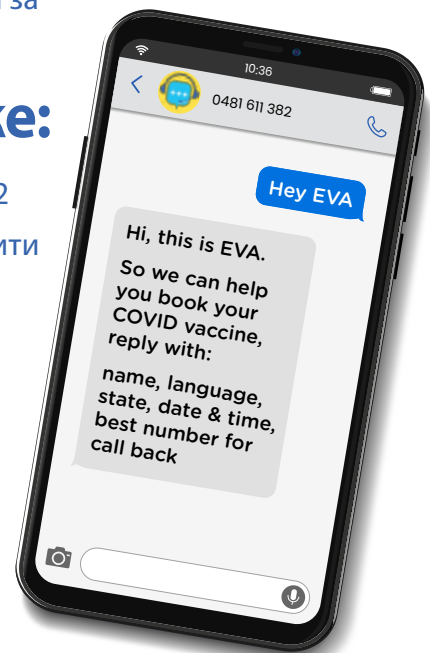 за
ке:
2
ити
10:36
0481 611 382
Hey EVA
Hi, this is EVA.
So we can help
you book your
COVID vaccine,
reply with:
name, language,
state, date & time,
best number for
call back